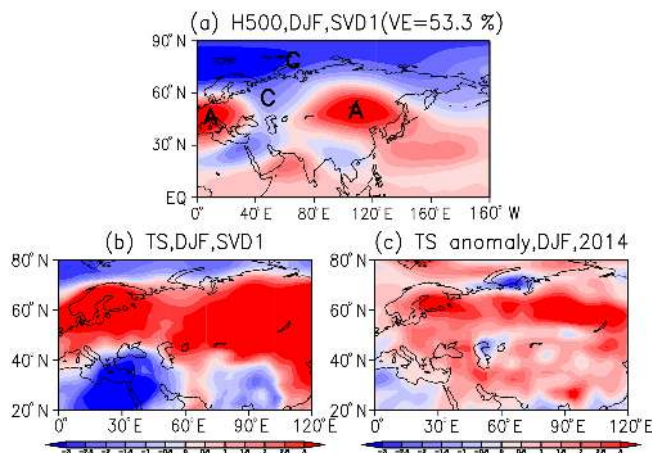 (a) H500,DJF,SVD1(VE=53.3 %)
90°N
60°N
30°N
EQ
C
C
A
A
0° 40°E 80°E 120°E 160°E 160°W
(b) TS,DJF,SVD1
80°N
60°N
40°N
20°N
0° 30°E 60°E 90°E 120°E
(c) TS anomaly,DJF,2014
80°N
60°N
40°N
20°N
0° 30°E 60°E 90°E 120°E